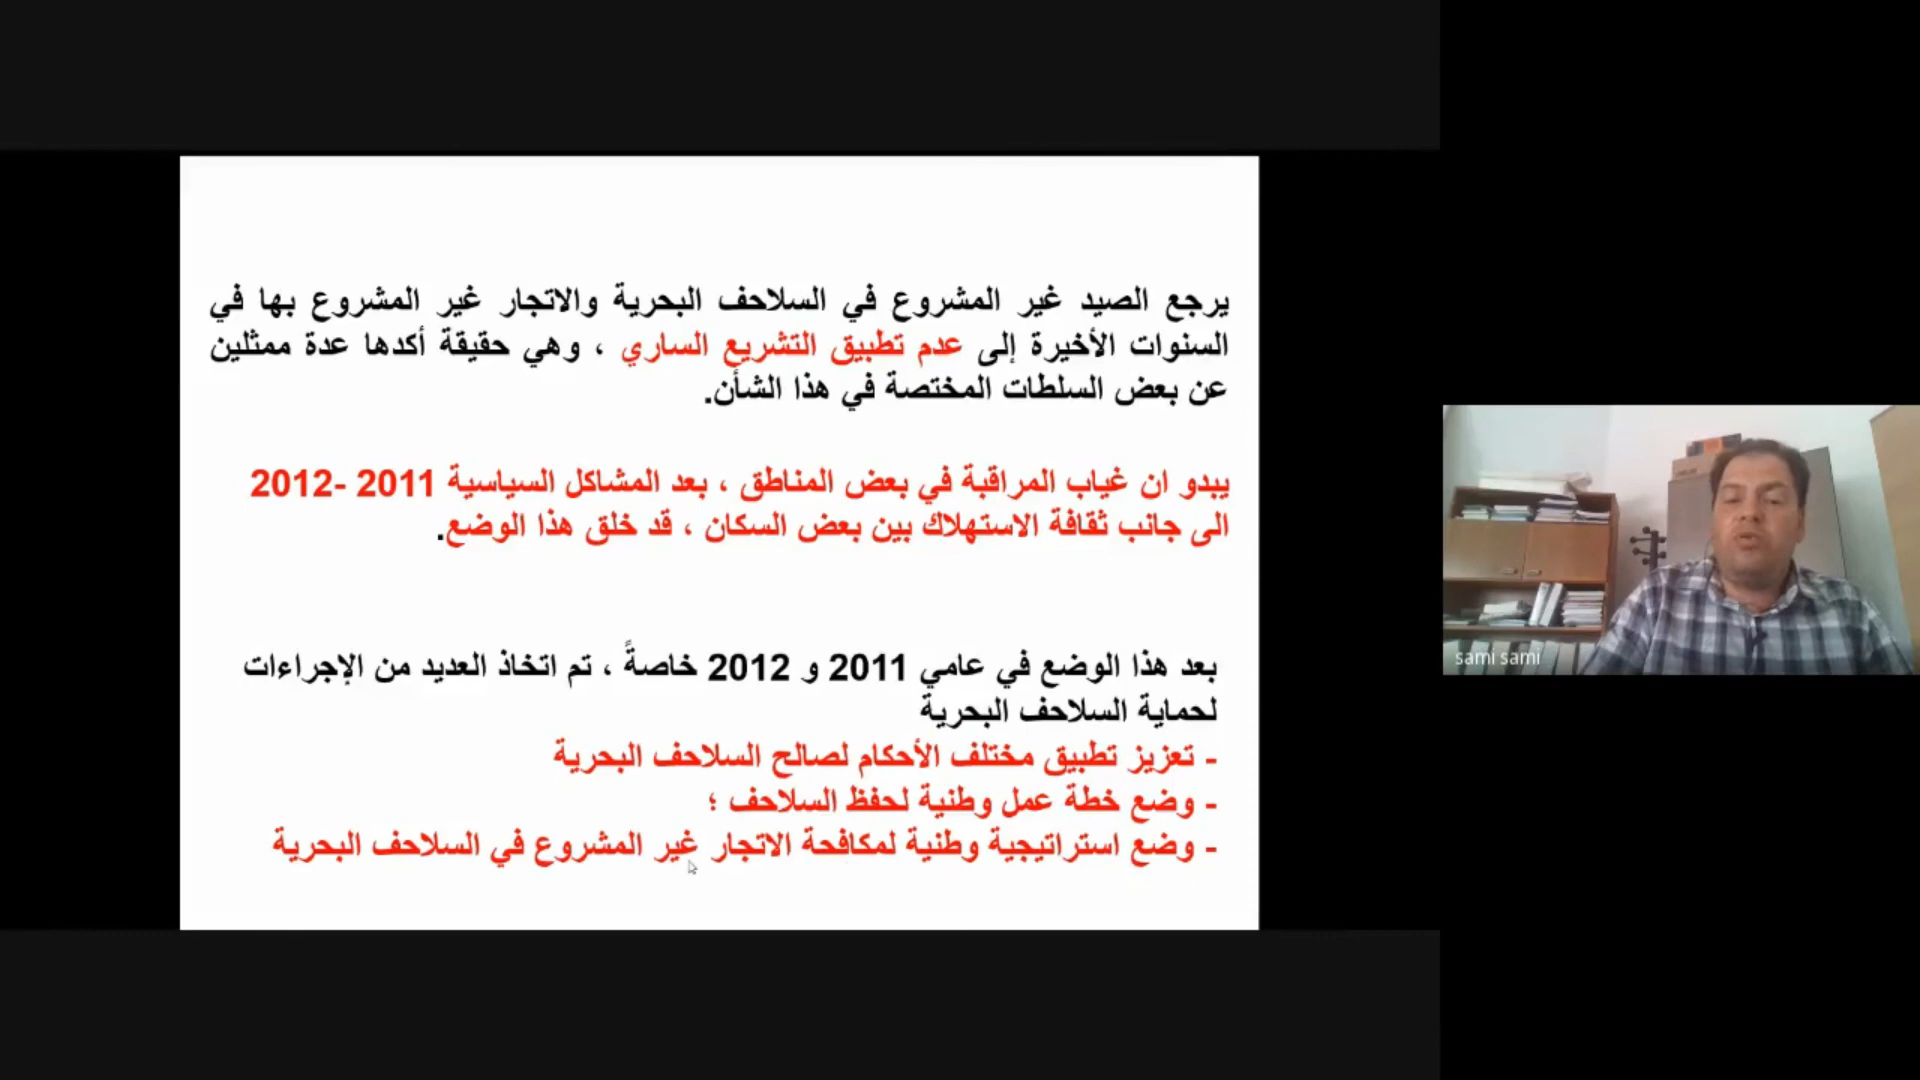 يرجع الصيد غير المشروع في السلاحف البحرية والاتجار غير المشروع بها في
السنوات الأخيرة إلى عدم تطبيق التشريع الساري ، وهي حقيقة أكدها عدة ممثلين
عن بعض السلطات المختصة في هذا الشأن.
يبدو ان غياب المراقبة في بعض المناطق ، بعد المشاكل السياسية 2011 -2012
الى جانب ثقافة الاستهلاك بين بعض السكان ، قد خلق هذا الوضع.
بعد هذا الوضع في عامي 2011 و 2012 خاصةً ، تم اتخاذ العديد من الإجراءات
لحماية السلاحف البحرية
- تعزيز تطبيق مختلف الأحكام لصالح السلاحف البحرية
- وضع خطة عمل وطنية لحفظ السلاحف ؛
- وضع استراتيجية وطنية لمكافحة الاتجار غير المشروع في السلاحف البحرية
sami sami